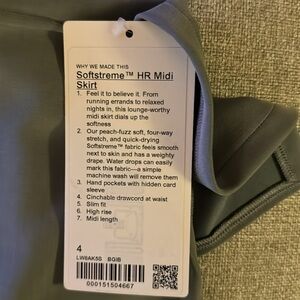 WHY WE MADE THIS
Softstreme™ HR Midi
Skirt
1. Feel it to believe it. From
running errands to relaxed
nights in, this lounge-worthy
midi skirt dials up the
softness
2. Our peach-fuzz soft, four-way
stretch, and quick-drying
Softstreme™ fabric feels smooth
next to skin and has a weighty
drape. Water drops can easily
mark this fabric—a simple
machine wash will remove them
3. Hand pockets with hidden card
sleeve
4. Cinchable drawcord at waist
5. Slim fit
6. High rise
7. Midi length
4
LW8AK5S BGIB
000151504667